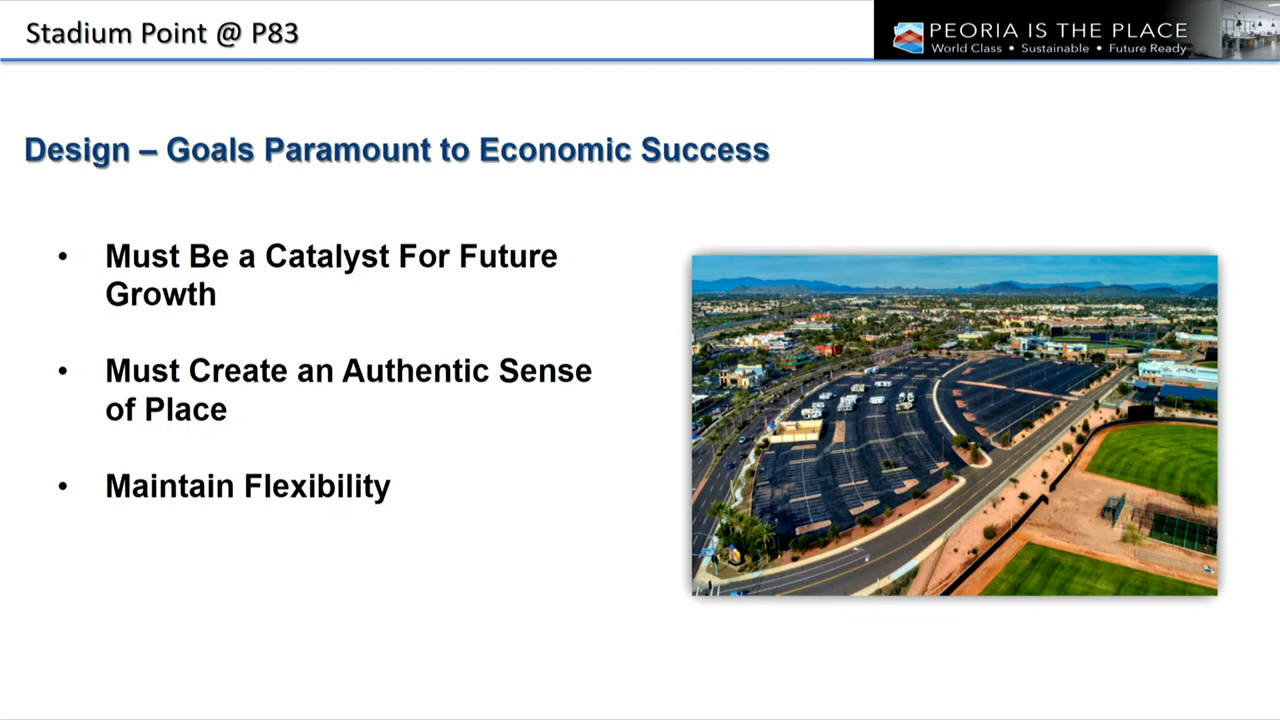 Stadium Point @ P83
PEORIA IS THE PLACE
World Class • Sustainable • Future Ready
Design – Goals Paramount to Economic Success
• Must Be a Catalyst For Future
Growth
• Must Create an Authentic Sense
of Place
• Maintain Flexibility